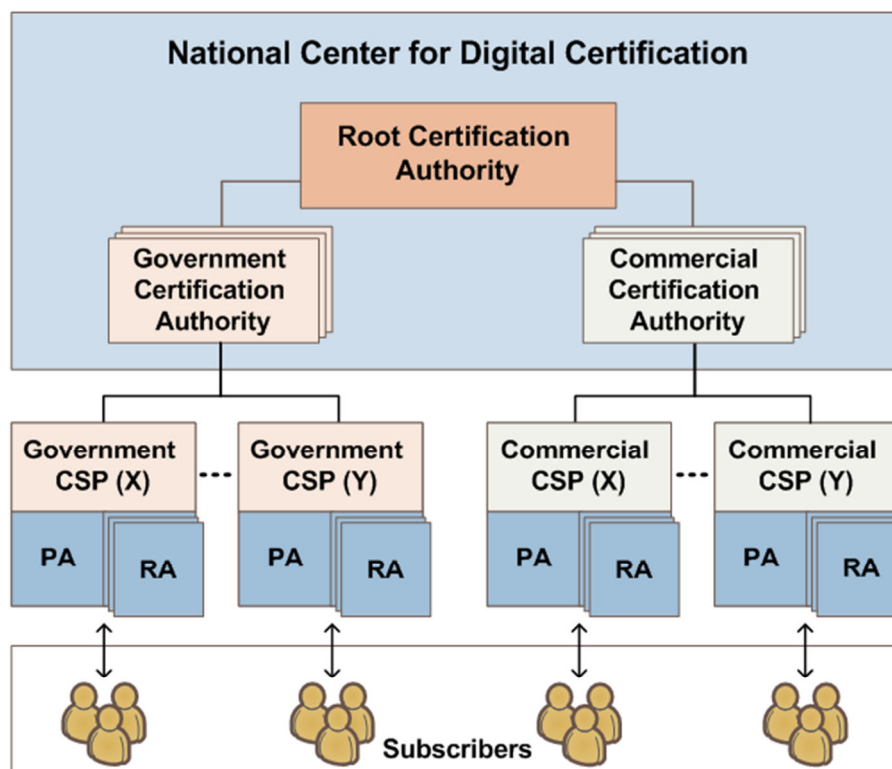 National Center for Digital Certification
Root Certification
Authority
Government
Certification
Authority
Commercial
Certification
Authority
Government
CSP (X)
Government
CSP (Y)
Commercial
CSP (X)
Commercial
CSP (Y)
PA
RA
PA
RA
PA
RA
PA
RA
Subscribers